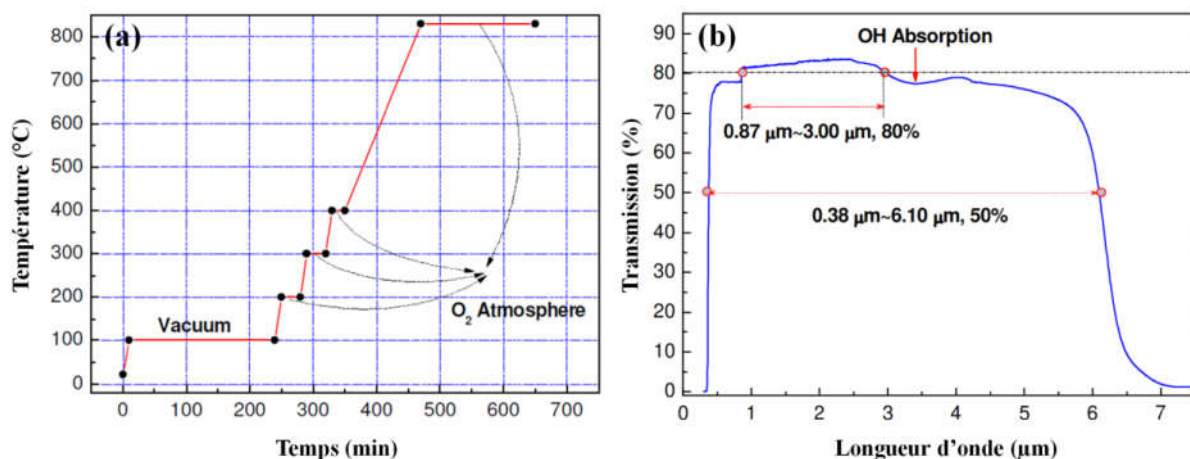 (a)
Température (°C)
800
700
600
500
400
300
200
100
0
Vacuum
O2 Atmosphere
0 100 200 300 400 500 600 700
Temps (min)
(b)
Transmission (%)
90
80
70
60
50
40
30
20
10
0
OH Absorption
0.87 µm~3.00 µm, 80%
0.38 µm~6.10 µm, 50%
0 1 2 3 4 5 6 7
Longueur d'onde (µm)